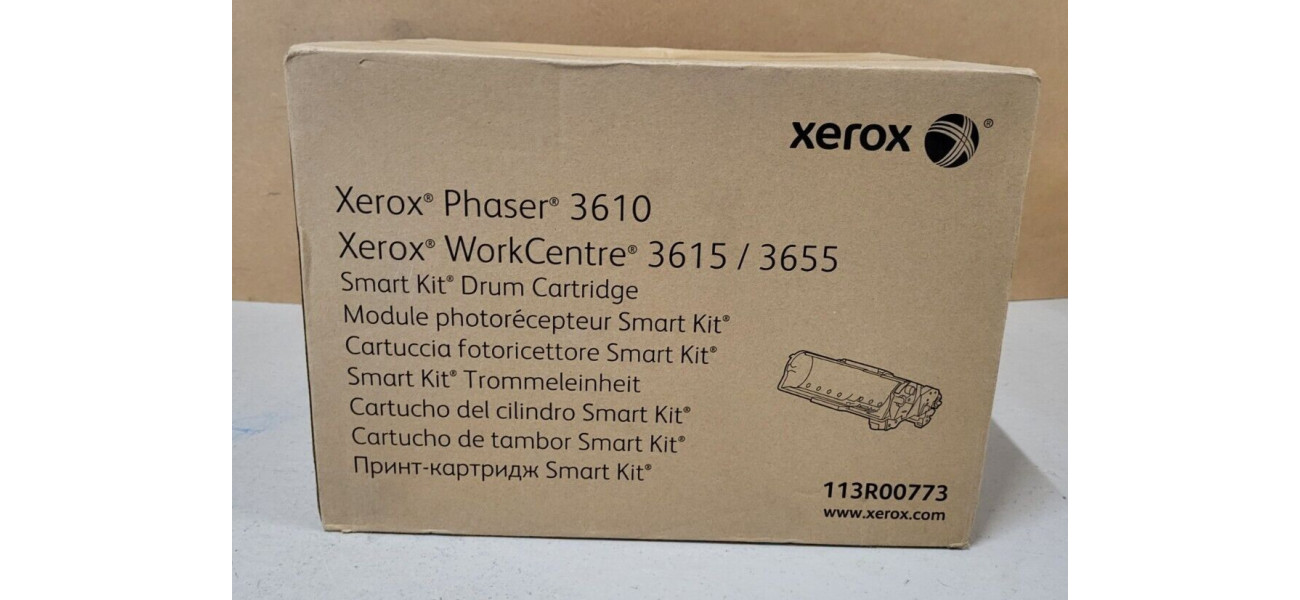 xerox ®
Xerox® Phaser® 3610
Xerox® WorkCentre® 3615 / 3655
Smart Kit® Drum Cartridge
Module photorécepteur Smart Kit®
Cartuccia fotoricettore Smart Kit®
Smart Kit® Trommeleinheit
Cartucho del cilindro Smart Kit®
Cartucho de tambor Smart Kit®
Принт-картридж Smart Kit®
113R00773
www.xerox.com